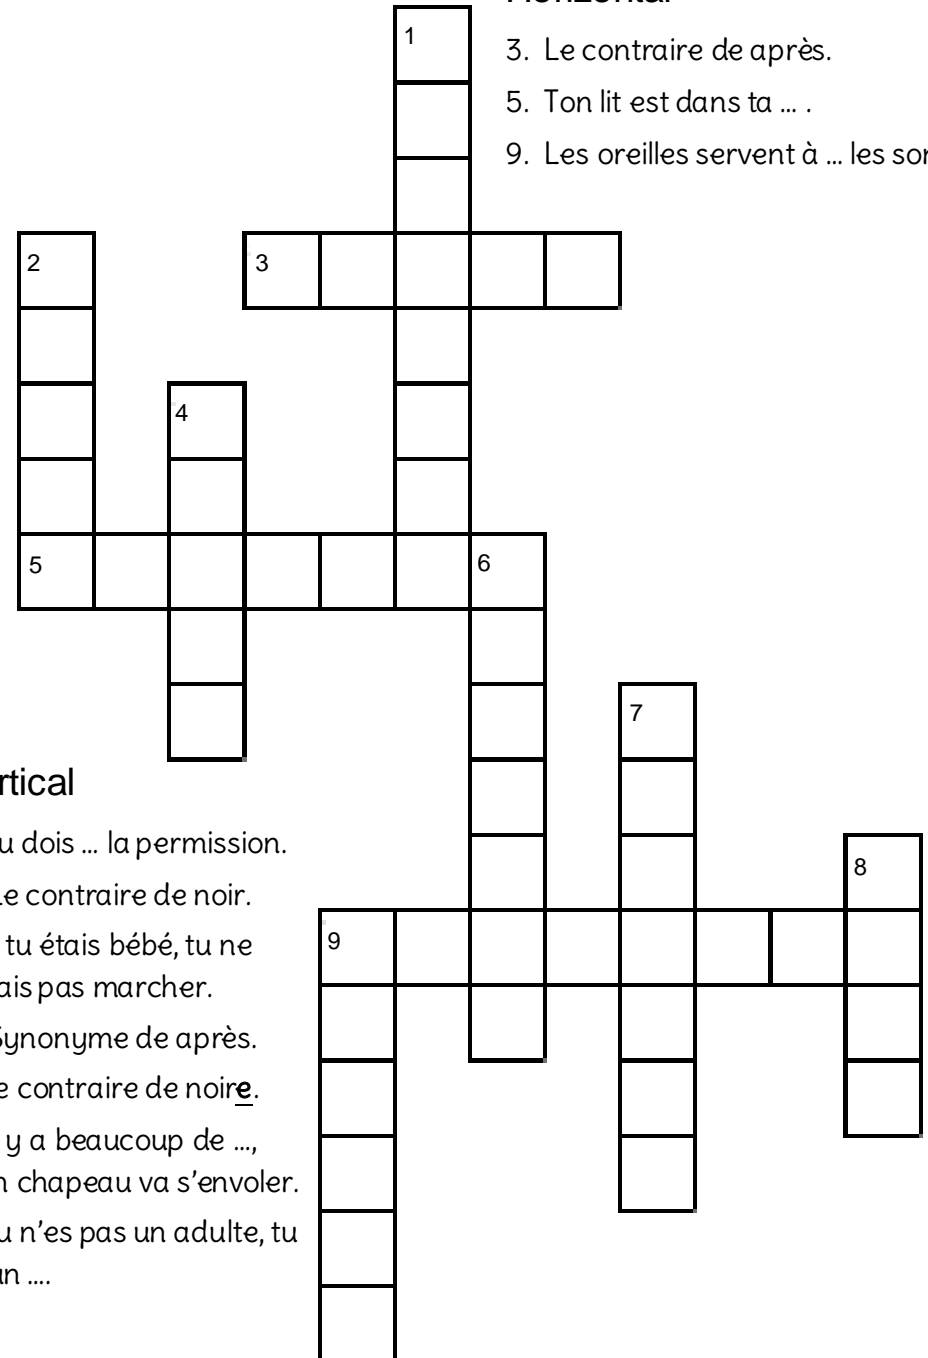 1
3. Le contraire de après.
5. Ton lit est dans ta ... .
9. Les oreilles servent à ... les
2
3
4
5
6
7
rtical
8
u dois ... la permission.
Le contraire de noir.
9
tu étais bébé, tu ne
ais pas marcher.
Synonyme de après.
e contraire de noire.
y a beaucoup de ...,
n chapeau va s'envoler.
u n'es pas un adulte, tu
un ....